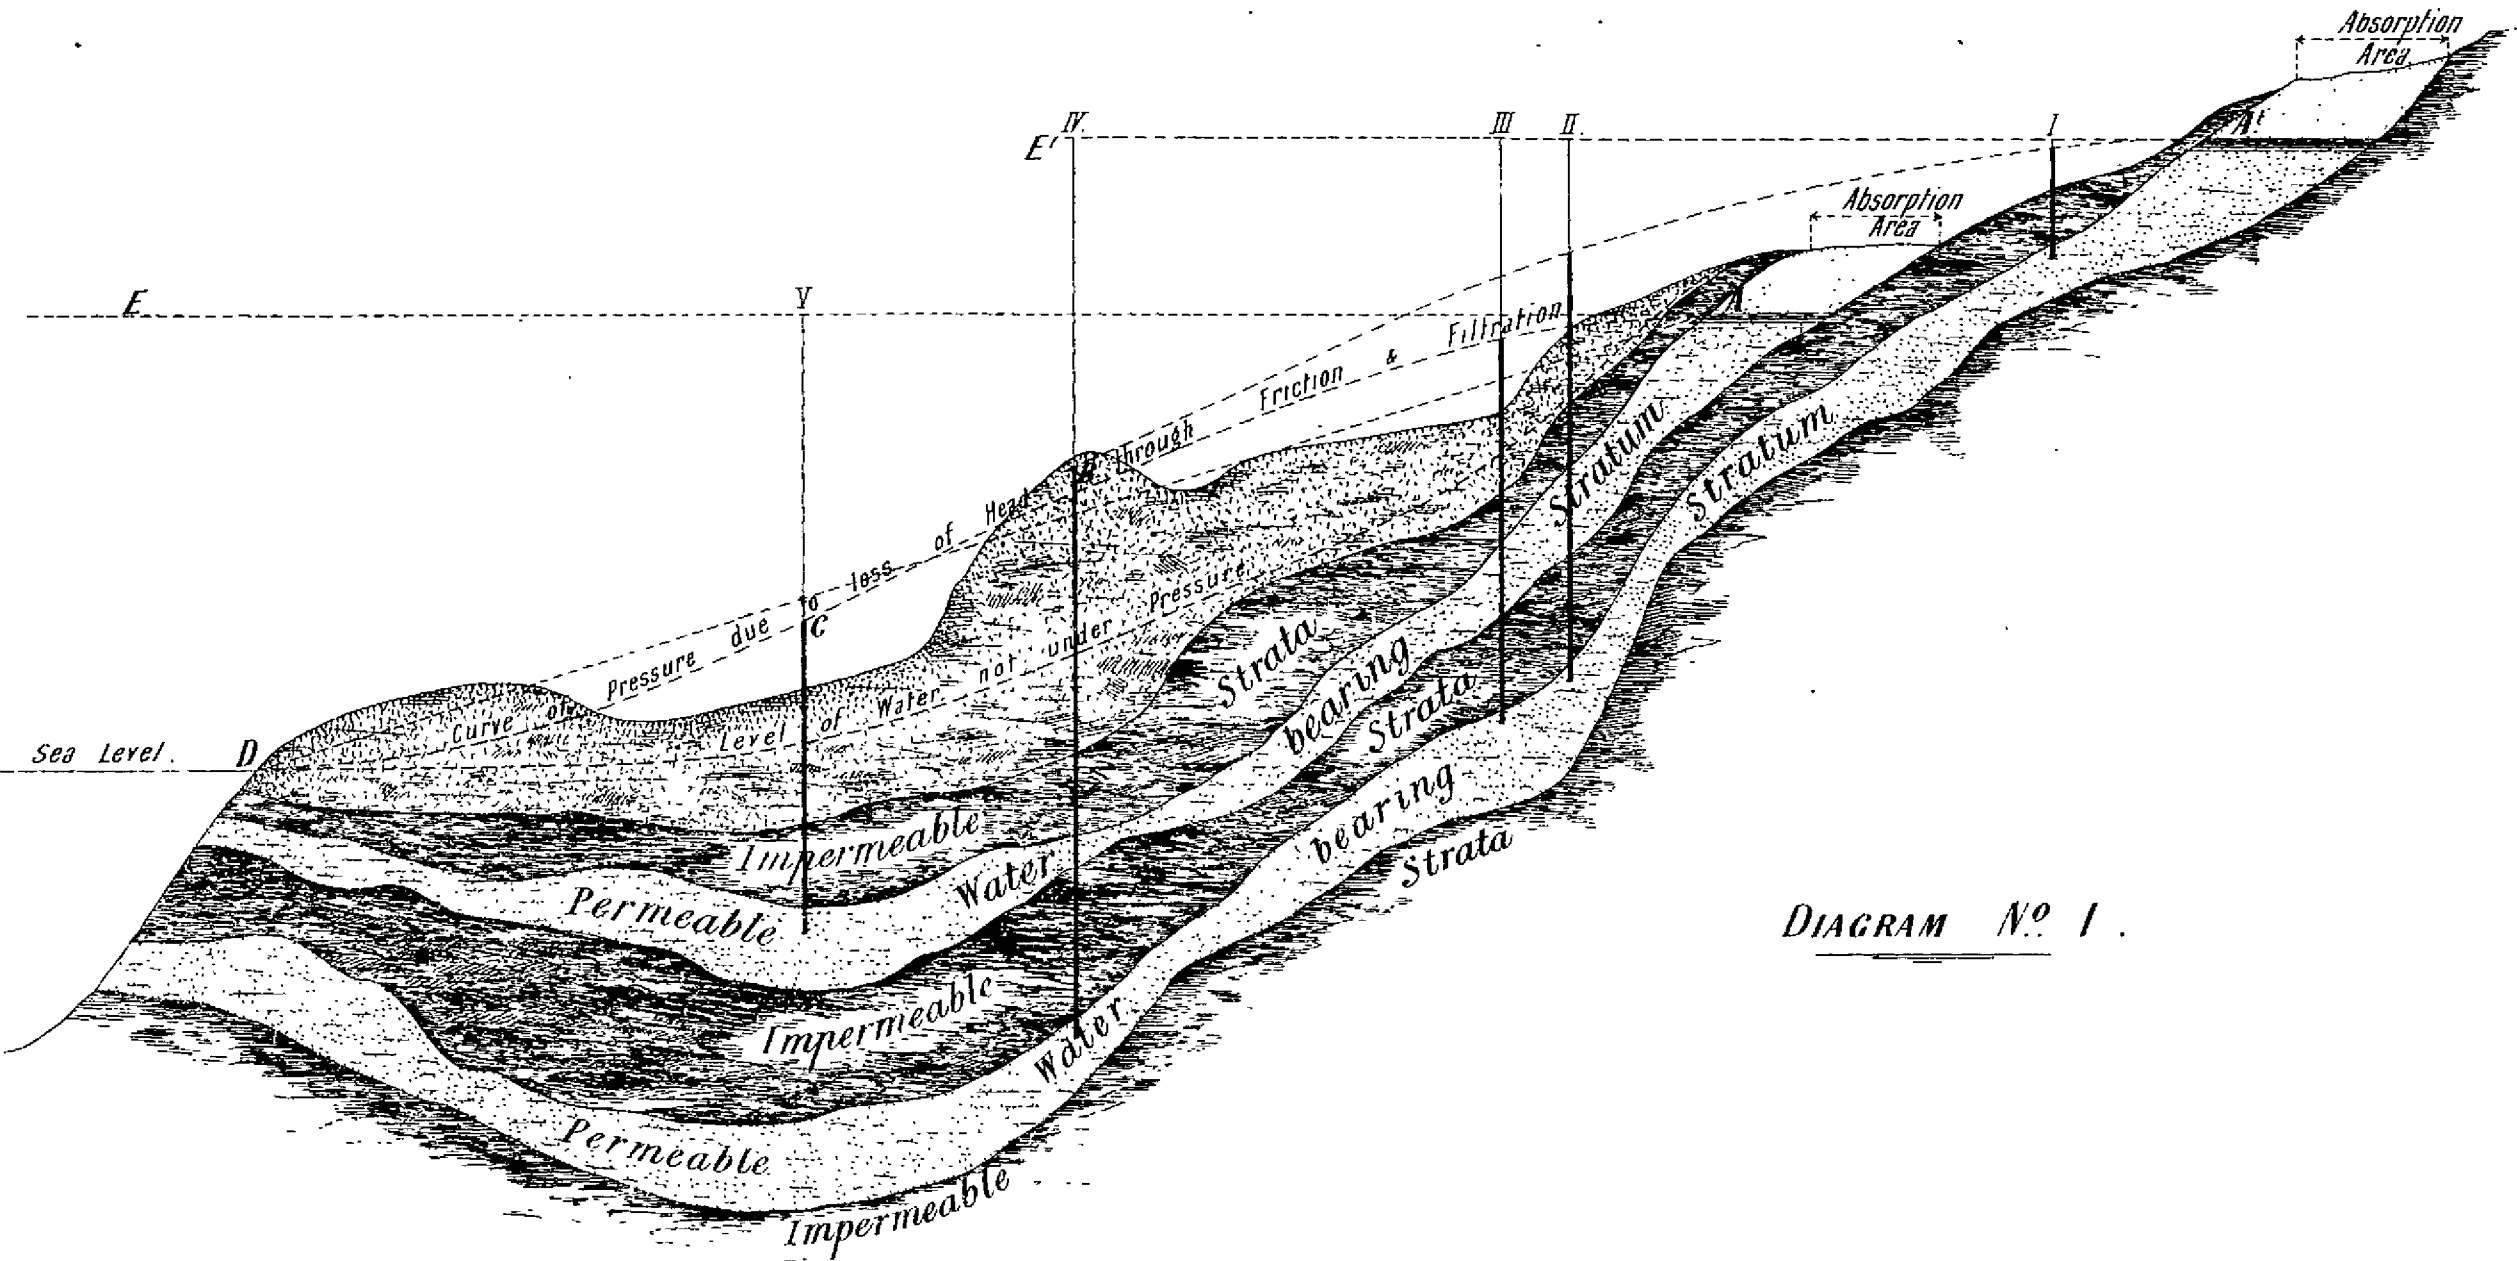 Absorption
Area
IV.
III
II.
I
E'
A'
Absorption
Area
E
V
A
Curve of Pressure due to loss of Head through Friction & Filtration
B
C
Level of Water not under Pressure
Sea Level.
D
Impermeable Strata
Permeable Water bearing Stratum
Impermeable Strata
Permeable Water bearing Stratum
Impermeable Strata
DIAGRAM No. 1.